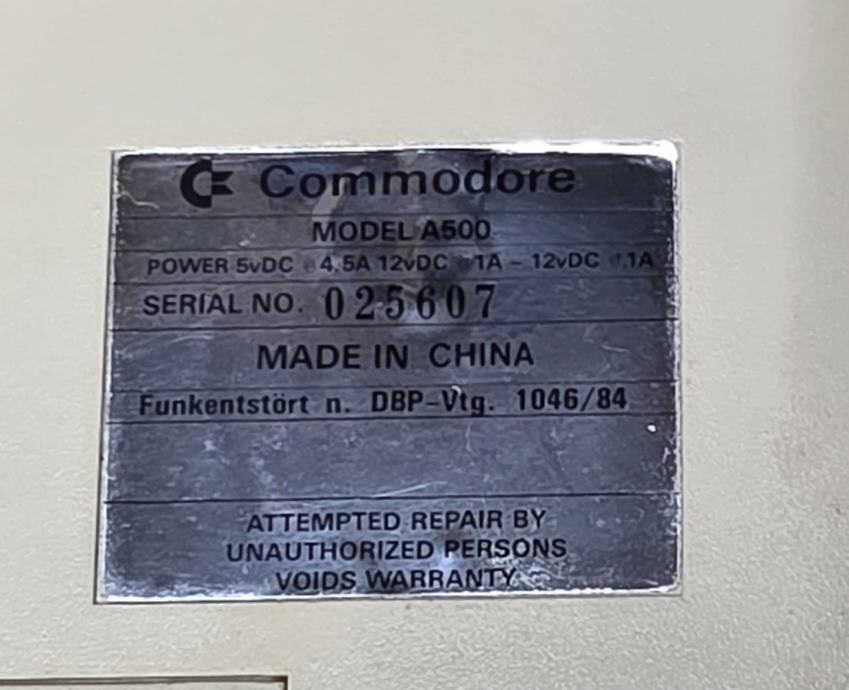 Commodore
MODEL A500
POWER 5vDC @ 4.5A 12vDC @ 1A - 12vDC @ .1A
SERIAL NO. 025607
MADE IN CHINA
Funkentstört n. DBP-Vtg. 1046/84
ATTEMPTED REPAIR BY
UNAUTHORIZED PERSONS
VOIDS WARRANTY